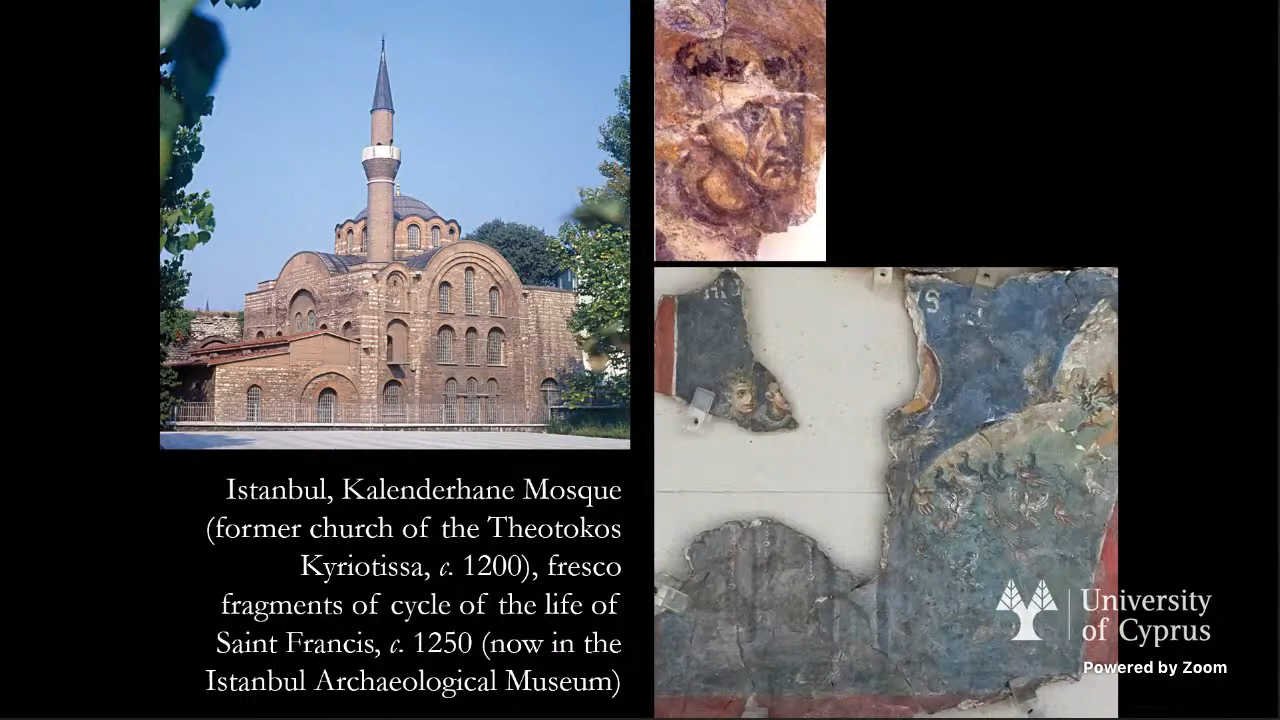 Istanbul, Kalenderhane Mosque
(former church of the Theotokos
Kyriotissa, c. 1200), fresco
fragments of cycle of the life of
Saint Francis, c. 1250 (now in the
Istanbul Archaeological Museum)
University
of Cyprus
Powered by Zoom